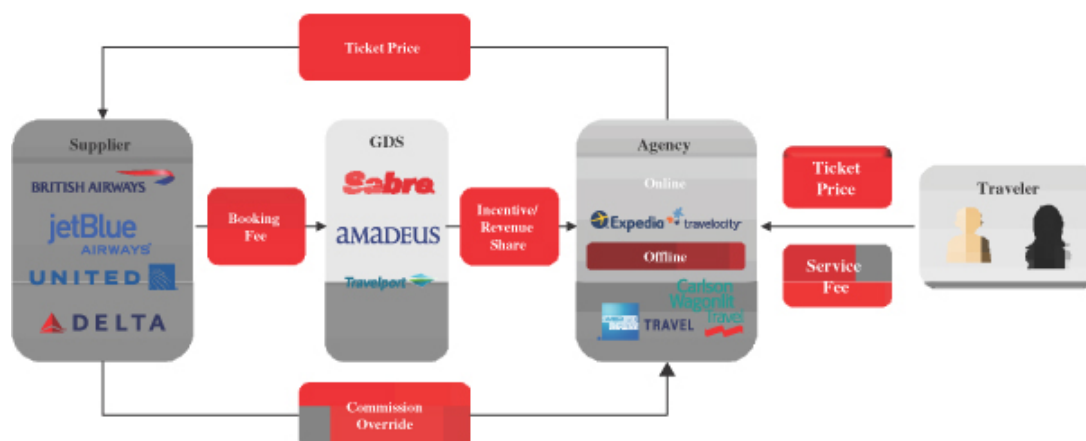 Ticket Price
Supplier
BRITISH AIRWAYS
jetBlue
AIRWAYS
UNITED
DELTA
Booking
Fee
GDS
Sabre
amadeus
Travelport
Incentive/
Revenue
Share
Agency
Online
Expedia travelocity
Offline
Carlson
Wagonlit
Travel
TRAVEL
Ticket
Price
Service
Fee
Traveler
Commission
Override